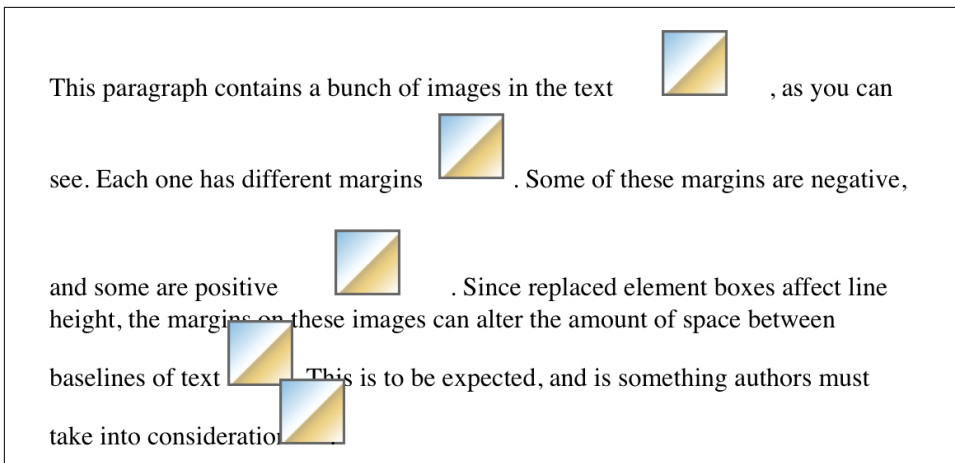 This paragraph contains a bunch of images in the text , as you can
see. Each one has different margins . Some of these margins are negative,
and some are positive . Since replaced element boxes affect line
height, the margins on these images can alter the amount of space between
baselines of text . This is to be expected, and is something authors must
take into consideration .